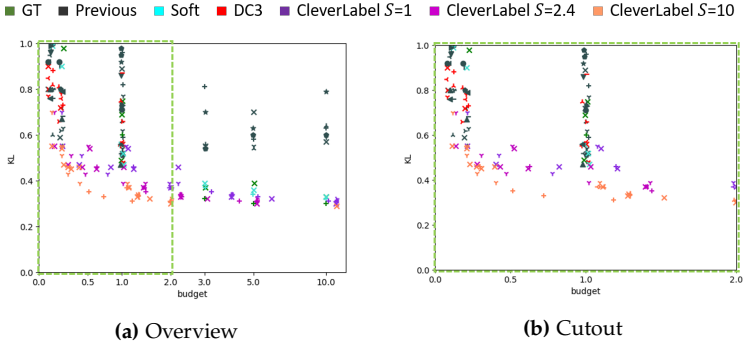 GT Previous Soft DC3 CleverLabel S=1 CleverLabel S=2.4 CleverLabel S=10
1.0 0.8 0.6 0.4 0.2 0.0
KL
0.0 0.5 1.0 2.0 3.0 5.0 10.0
budget
(a) Overview
1.0 0.8 0.6 0.4 0.2 0.0
KL
0.0 0.5 1.0 2.0
budget
(b) Cutout